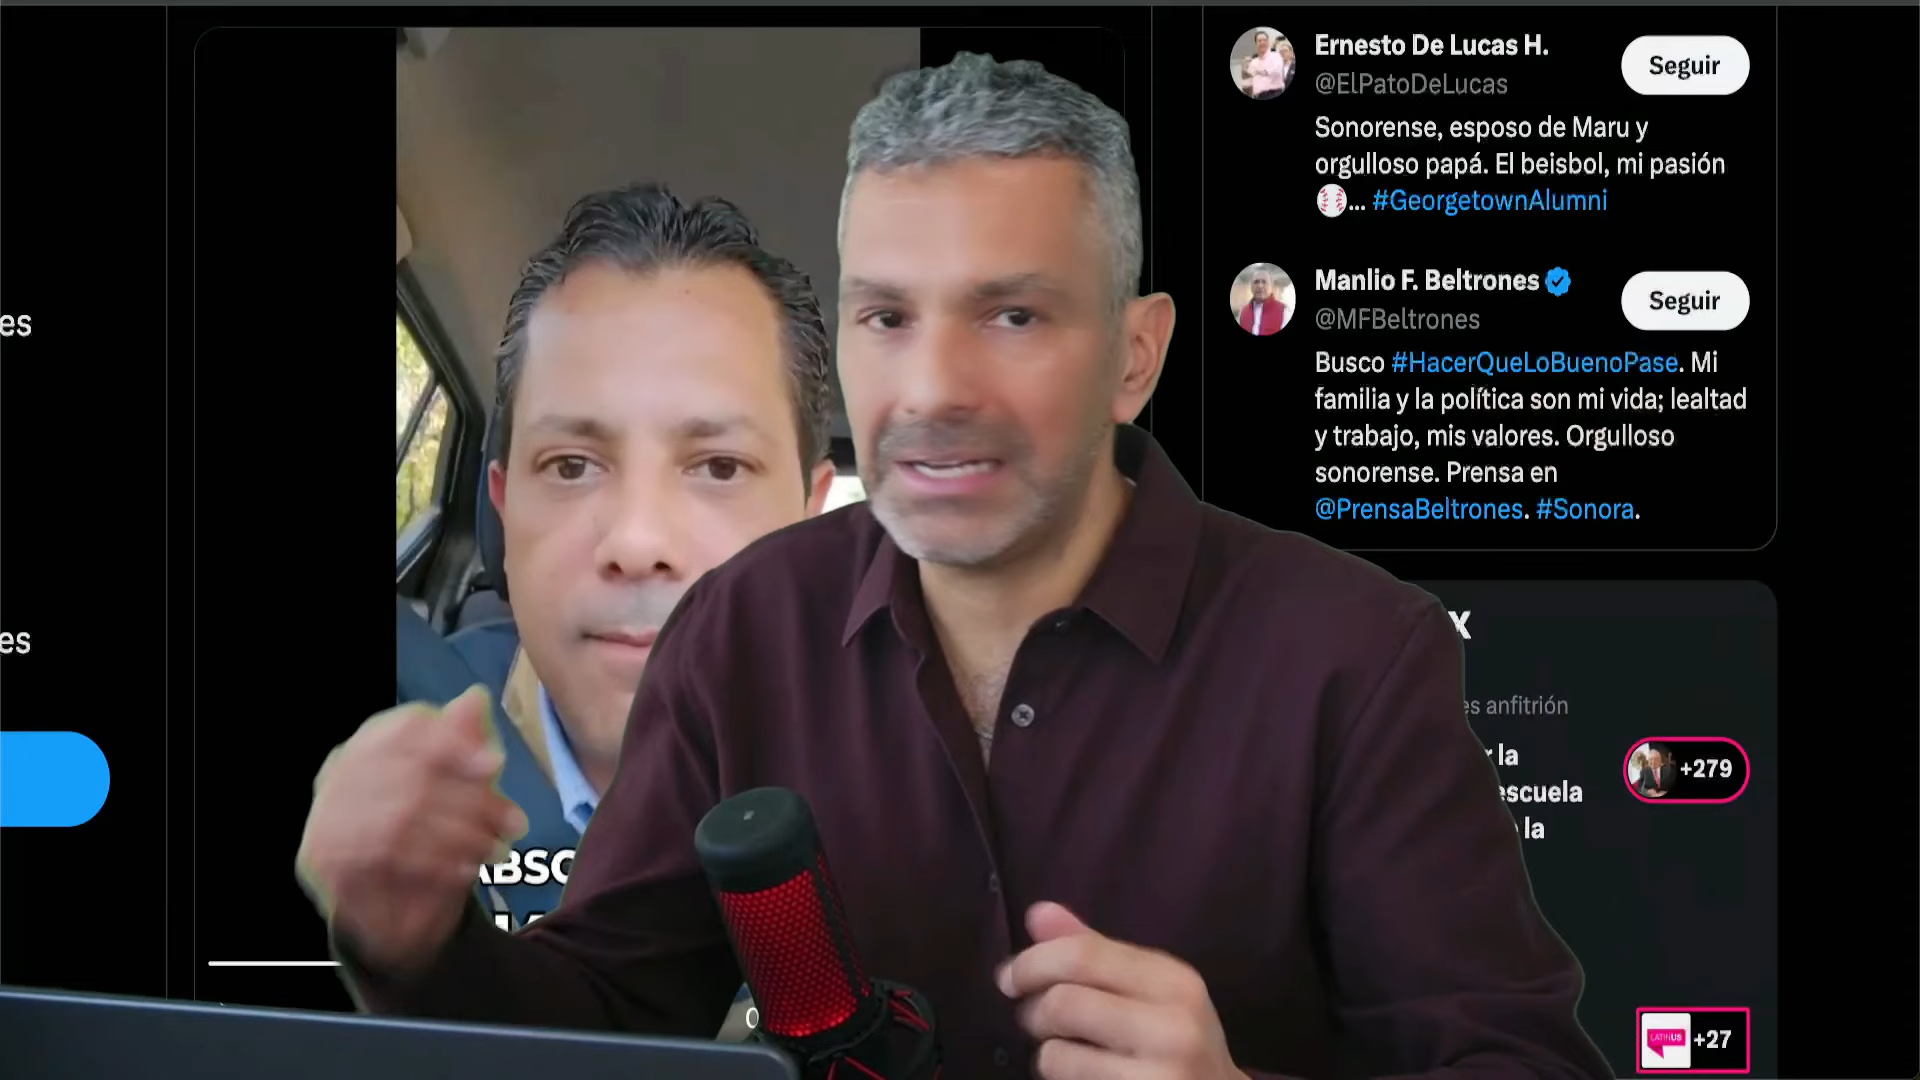 es
es
ABSO
Ernesto De Lucas H.
Seguir
@ElPatoDeLucas
Sonorense, esposo de Maru y
orgulloso papá. El beisbol, mi pasión
... #GeorgetownAlumni
Manlio F. Beltrones
Seguir
@MFBeltrones
Busco #HacerQueLoBuenoPase. Mi
familia y la política son mi vida; lealtad
y trabajo, mis valores. Orgulloso
sonorense. Prensa en
@PrensaBeltrones. #Sonora.
X
es anfitrión
r la
escuela
la
+279
LATINUS
+27